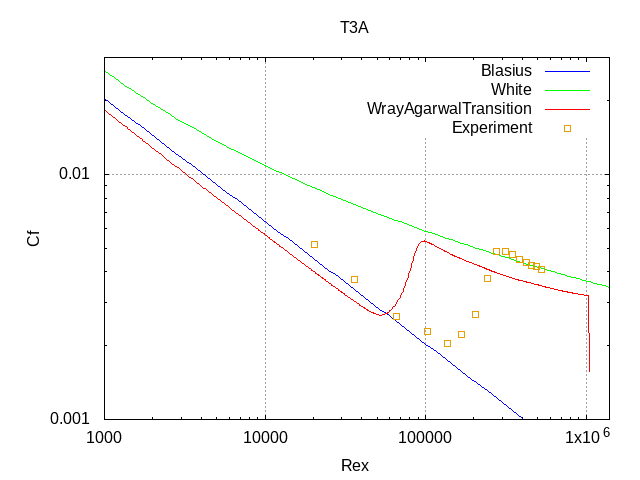 T3A
Blasius
White
WrayAgarwalTransition
Experiment
0.01
Cf
0.001
1000
10000
100000
1x10^6
Rex